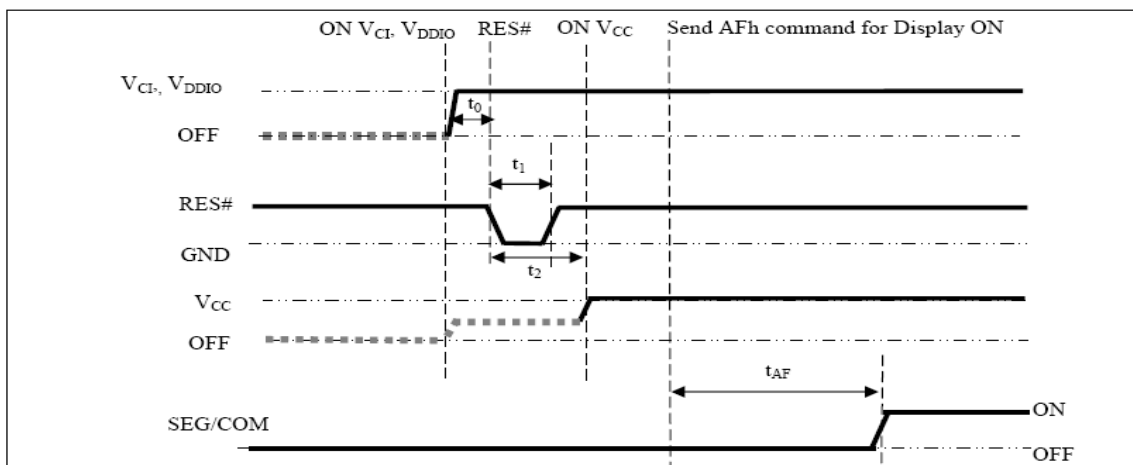 ON VCI, VDDIO RES# ON VCC Send AFh command for Display ON
VCI,, VDDIO
t0
OFF
t1
RES#
GND
t2
VCC
OFF
tAF
SEG/COM
ON
OFF